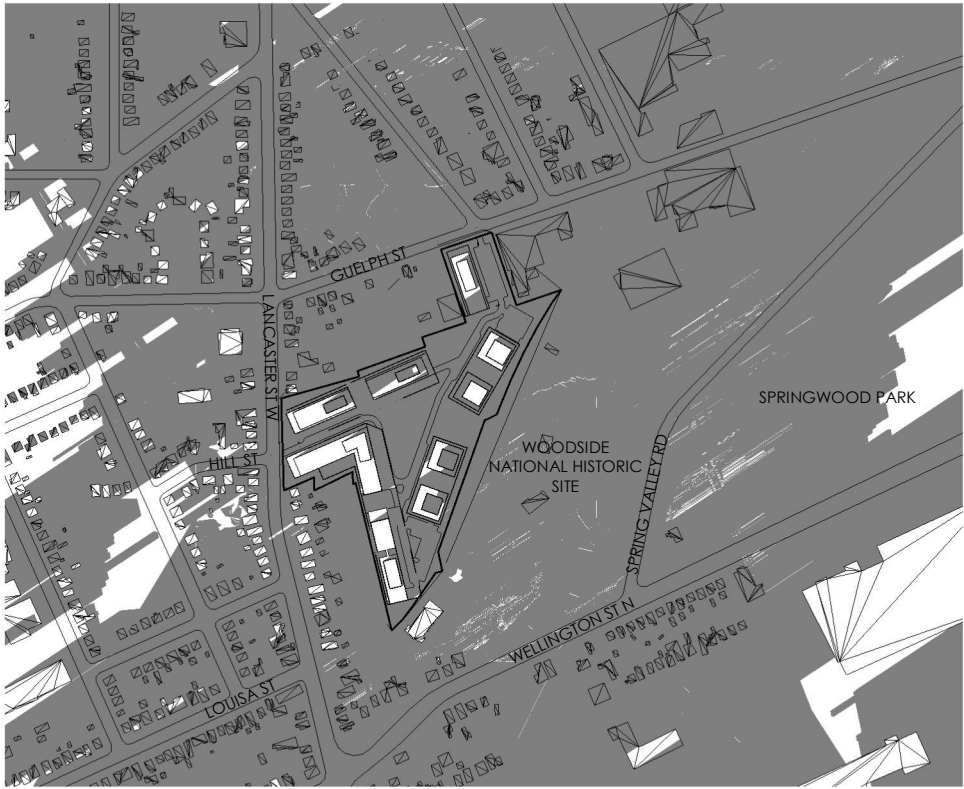 GUELPH ST
LANCASTER ST W
SPRINGWOOD PARK
WOODSIDE
NATIONAL HISTORIC
SITE
HILL ST
SPRING VALLEY RD
WELLINGTON ST N
LOUISA ST